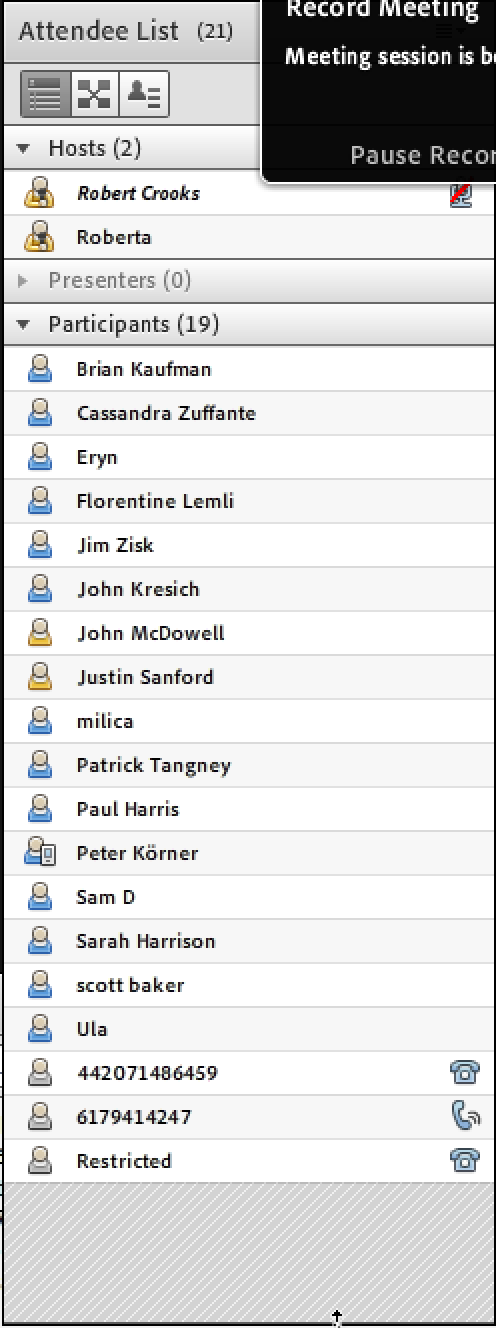 Attendee List (21)
Record Meeting
Meeting session is
Pause
Hosts (2)
Robert Crooks
Roberta
Presenters (0)
Participants (19)
Brian Kaufman
Cassandra Zuffante
Eryn
Florentine Lemli
Jim Zisk
John Kresich
John McDowell
Justin Sanford
milica
Patrick Tangney
Paul Harris
Peter Körner
Sam D
Sarah Harrison
scott baker
Ula
442071486459
6179414247
Restricted